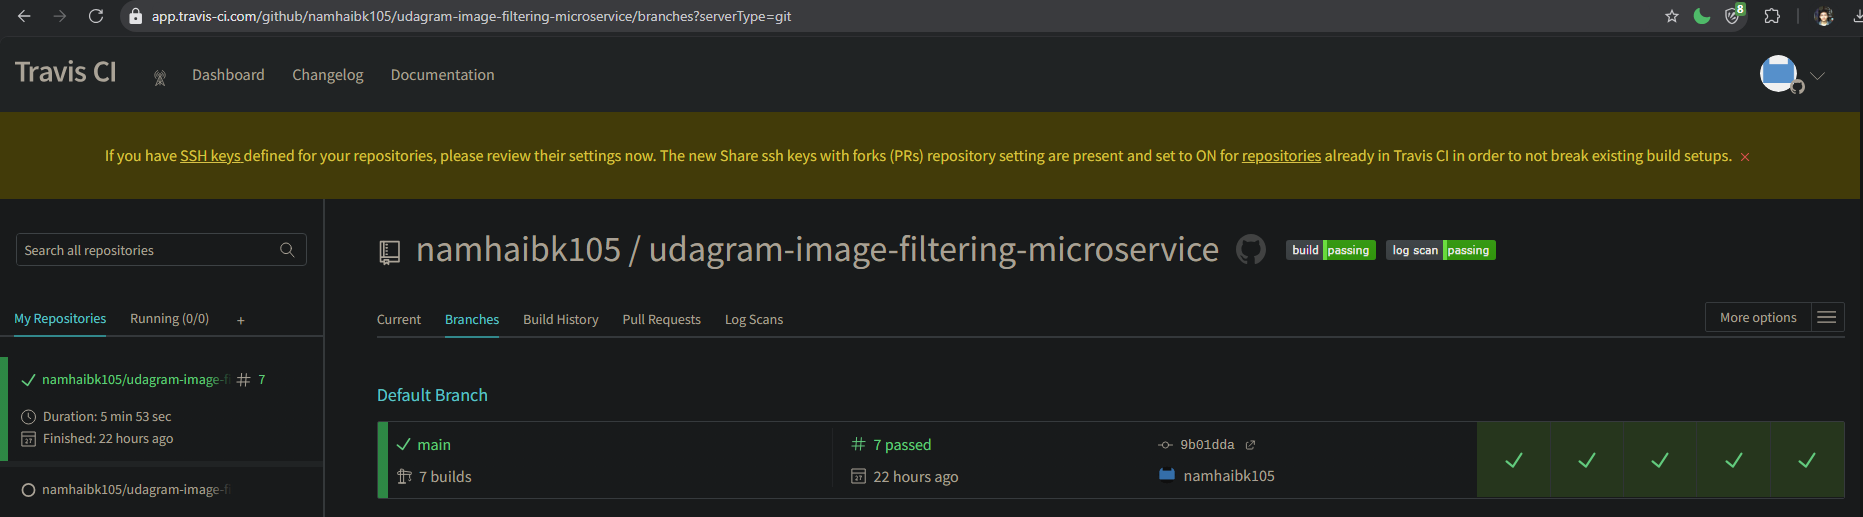 app.travis-ci.com/github/namhaibk105/udagram-image-filtering-microservice/branches?serverType=git
8
Travis CI
Dashboard
Changelog
Documentation
If you have SSH keys defined for your repositories, please review their settings now. The new Share ssh keys with forks (PRs) repository setting are present and set to ON for repositories already in Travis CI in order to not break existing build setups.
Search all repositories
namhaibk105 / udagram-image-filtering-microservice
build passing
log scan passing
My Repositories
Running (0/0)
+
Current
Branches
Build History
Pull Requests
Log Scans
More options
namhaibk105/udagram-image-fi
# 7
Duration: 5 min 53 sec
27
Finished: 22 hours ago
namhaibk105/udagram-image-fi
Default Branch
main
# 7 passed
9b01dda
7 builds
27
22 hours ago
namhaibk105